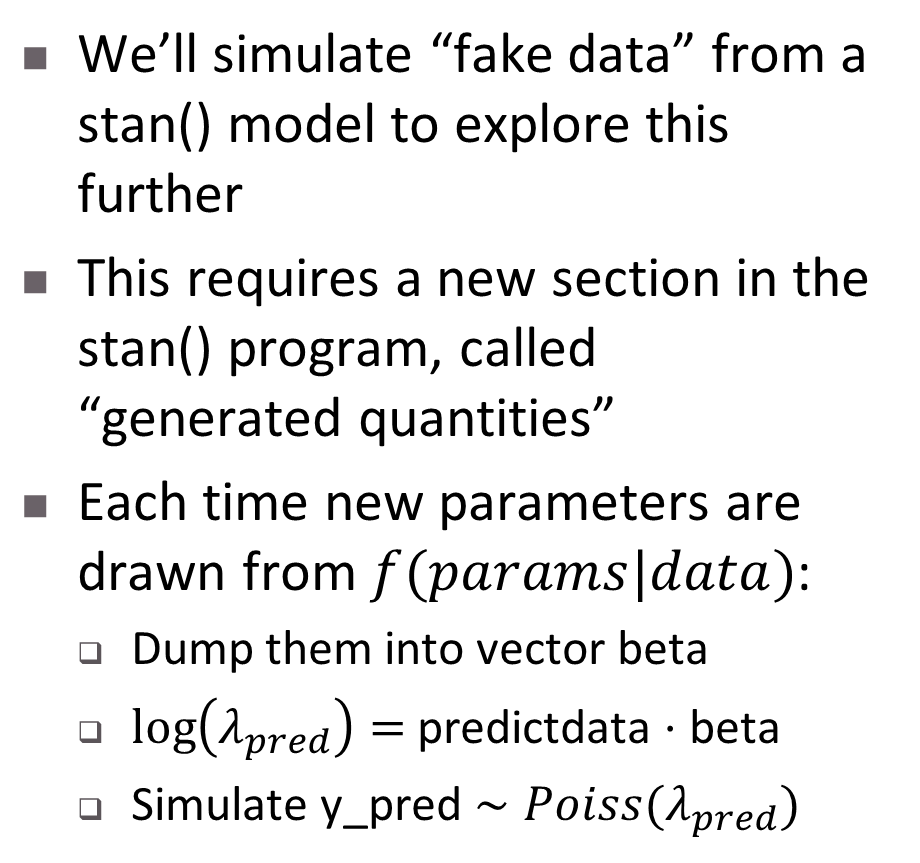 ■ We’ll simulate “fake data” from a
stan() model to explore this
further
■ This requires a new section in the
stan() program, called
“generated quantities”
■ Each time new parameters are
drawn from 𝑓(𝑝𝑎𝑟𝑎𝑚𝑠|𝑑𝑎𝑡𝑎):
❑ Dump them into vector beta
❑ log(𝜆_𝑝𝑟𝑒𝑑) = predictdata · beta
❑ Simulate y_pred ~ 𝑃𝑜𝑖𝑠𝑠(𝜆_𝑝𝑟𝑒𝑑)